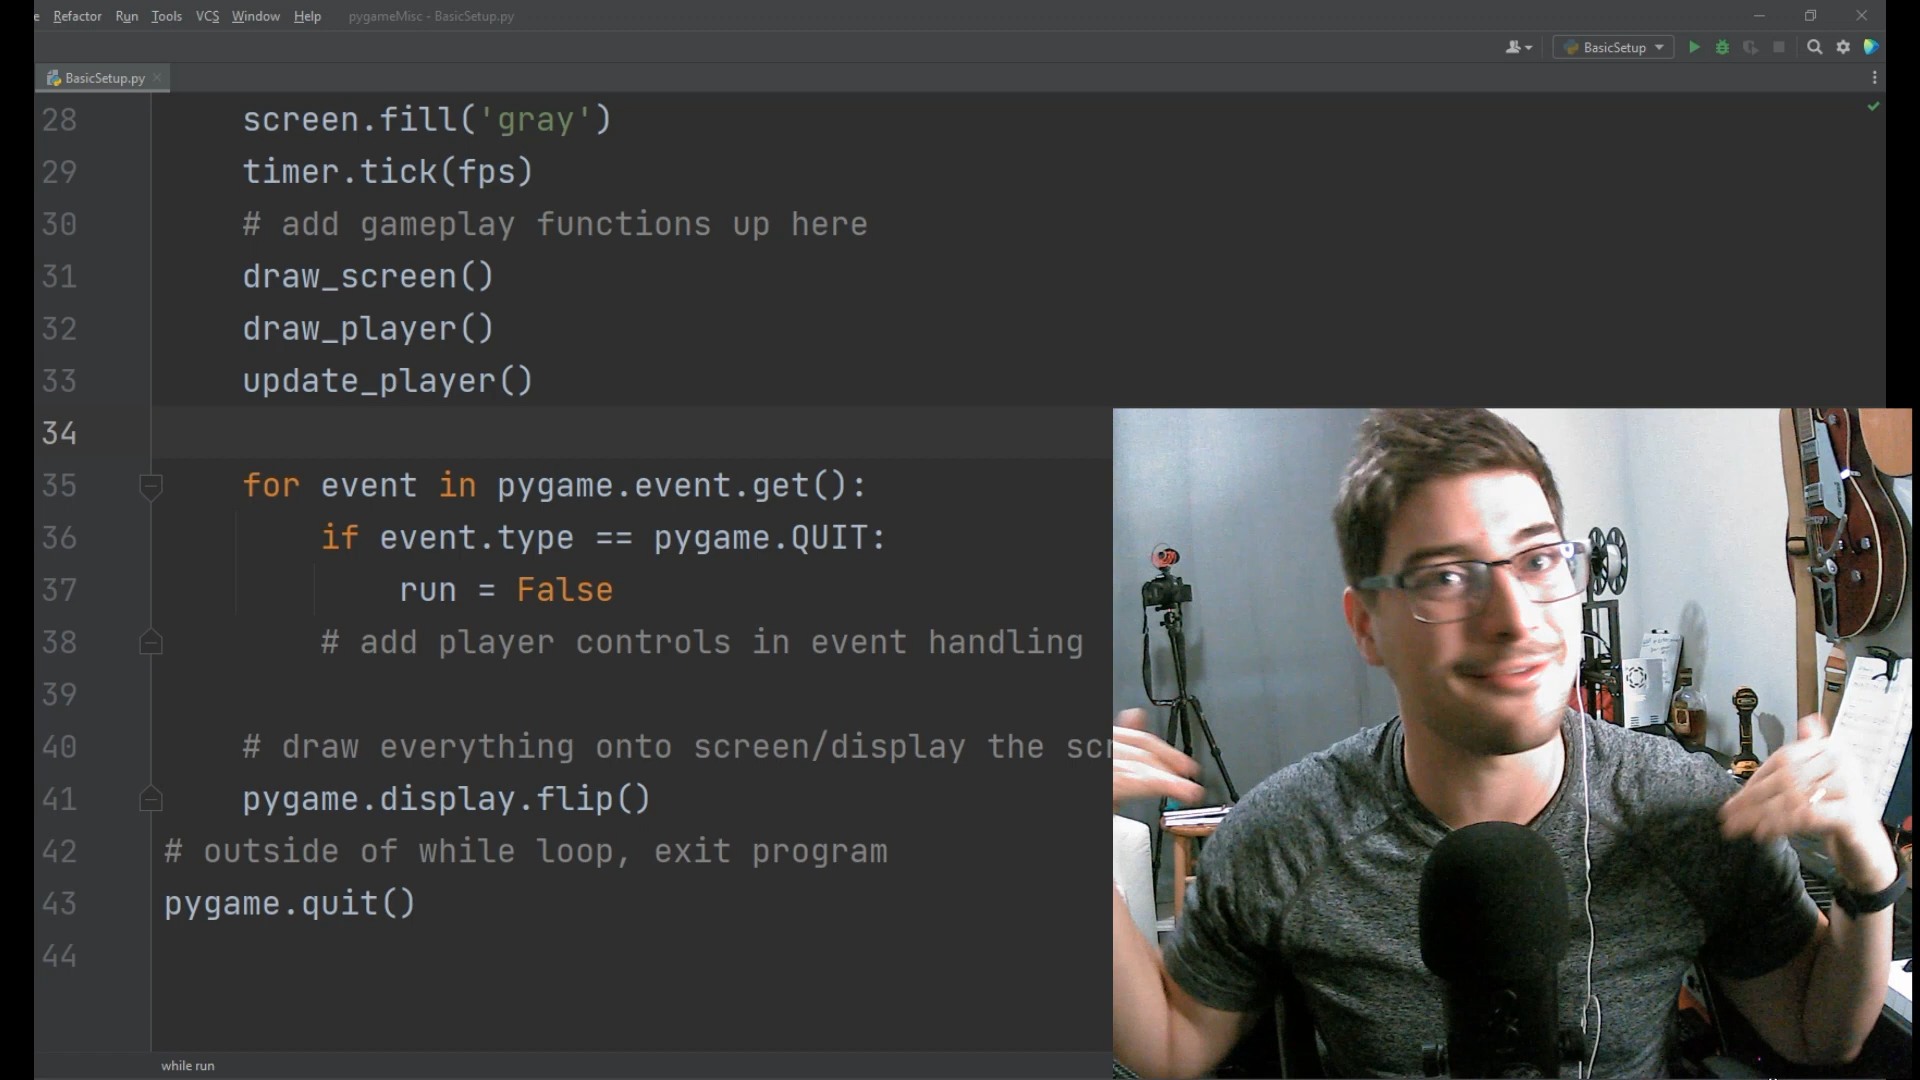 Refactor Run Tools VCS Window Help pygameMisc - BasicSetup.py
BasicSetup
BasicSetup.py
28 screen.fill('gray')
29 timer.tick(fps)
30 # add gameplay functions up here
31 draw_screen()
32 draw_player()
33 update_player()
34
35 for event in pygame.event.get():
36 if event.type == pygame.QUIT:
37 run = False
38 # add player controls in event handling
39
40 # draw everything onto screen/display the
41 pygame.display.flip()
42 # outside of while loop, exit program
43 pygame.quit()
44
while run